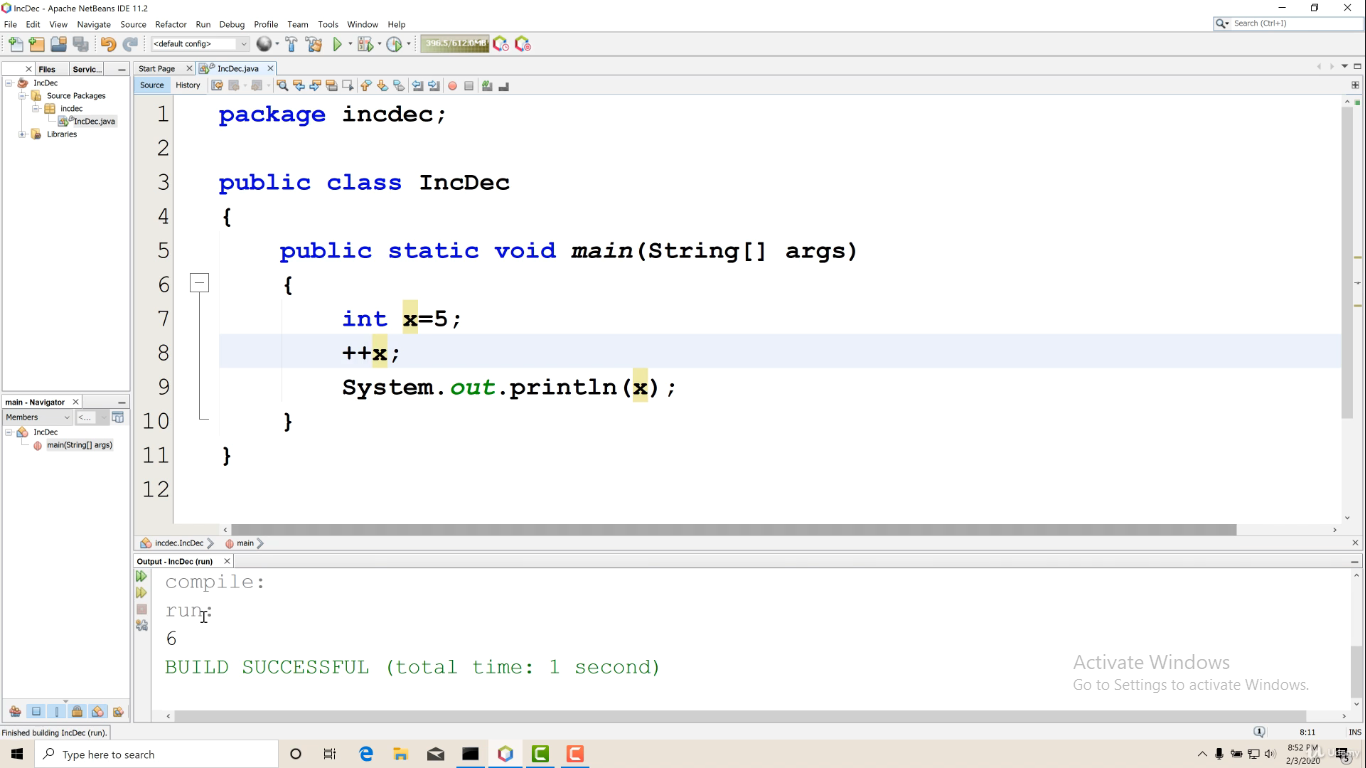 IncDec - Apache NetBeans IDE 11.2
File Edit View Navigate Source Refactor Run Debug Profile Team Tools Window Help
Search (Ctrl+I)
<default config>
396.5/612.0MB
Files Servic...
Start Page IncDec.java
IncDec
Source Packages
incdec
IncDec.java
Libraries
Source History
1 package incdec;
2
3 public class IncDec
4 {
5 public static void main(String[] args)
6 {
7 int x=5;
8 ++x;
9 System.out.println(x);
10 }
11 }
12
main - Navigator
Members <...
IncDec
main(String[] args)
incdec.IncDec main
Output - IncDec (run)
compile:
run:
6
BUILD SUCCESSFUL (total time: 1 second)
Activate Windows
Go to Settings to activate Windows.
Finished building IncDec (run).
8:11 INS
Type here to search
8:52 PM
2/3/2020
5